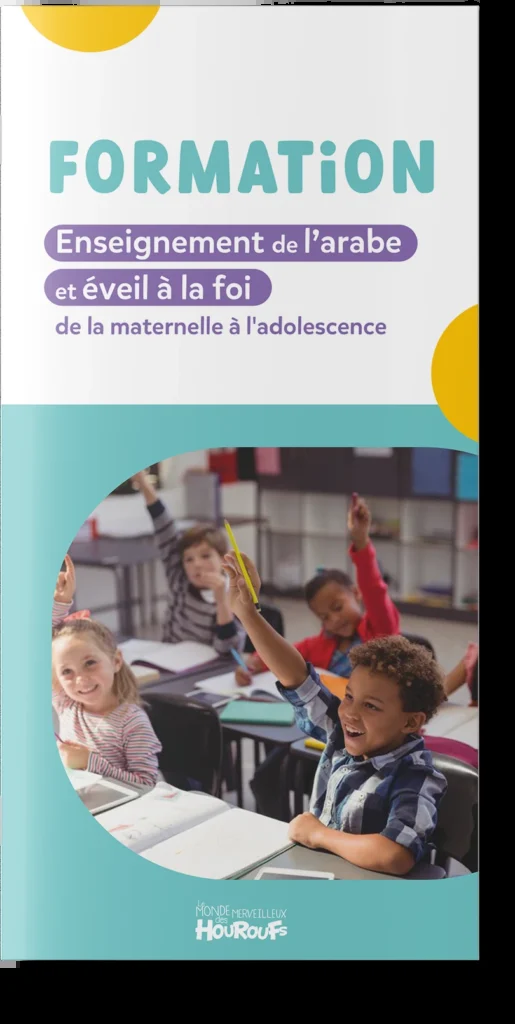 FORMATiON
Enseignement de l'arabe
et éveil à la foi
de la maternelle à l'adolescence
Le
MONDE MERVEILLEUX
des
HOUROUFS